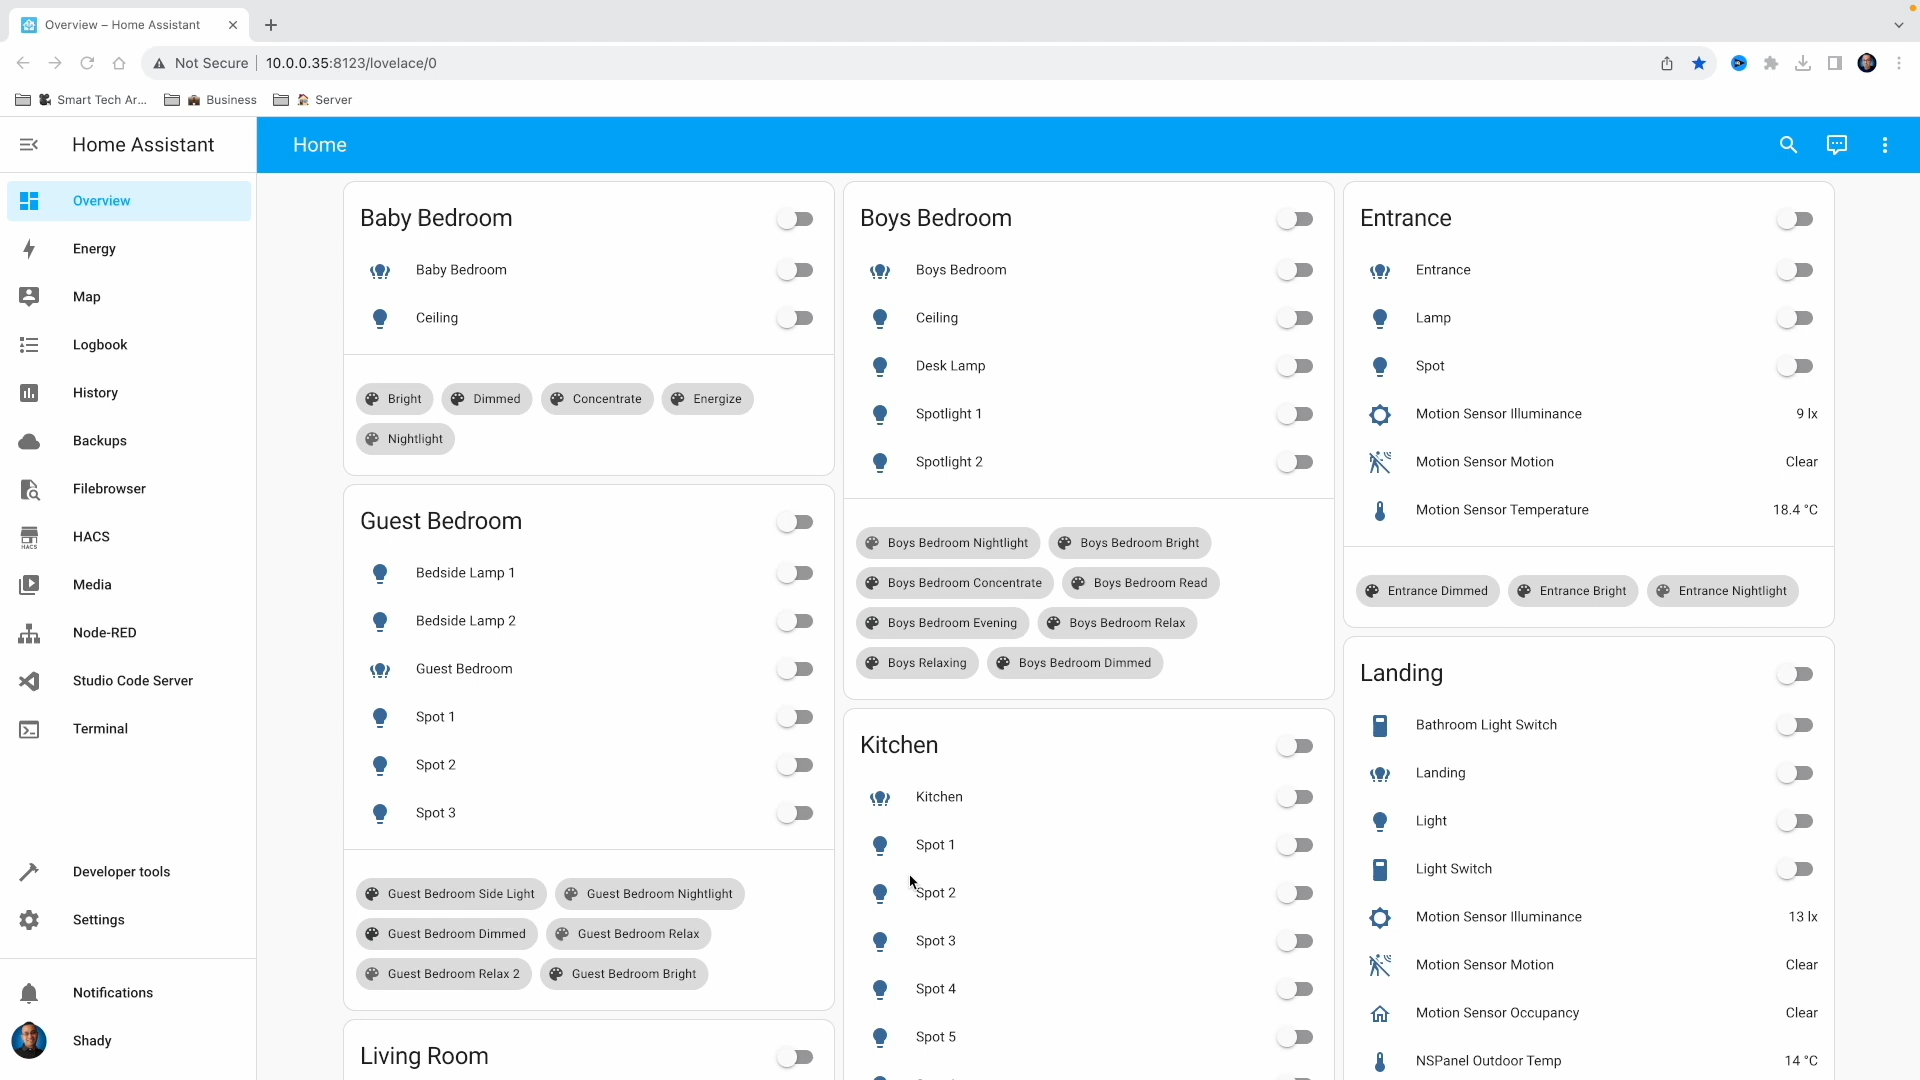 Overview – Home Assistant
Not Secure
10.0.0.35:8123/lovelace/0
Smart Tech Ar...
Business
Server
Home Assistant
Home
Overview
Energy
Map
Logbook
History
Backups
Filebrowser
HACS
HACS
Media
Node-RED
Studio Code Server
Terminal
Developer tools
Settings
Notifications
Shady
Baby Bedroom
Baby Bedroom
Ceiling
Bright Dimmed Concentrate Energize
Nightlight
Guest Bedroom
Bedside Lamp 1
Bedside Lamp 2
Guest Bedroom
Spot 1
Spot 2
Spot 3
Guest Bedroom Side Light Guest Bedroom Nightlight
Guest Bedroom Dimmed Guest Bedroom Relax
Guest Bedroom Relax 2 Guest Bedroom Bright
Living Room
Boys Bedroom
Boys Bedroom
Ceiling
Desk Lamp
Spotlight 1
Spotlight 2
Boys Bedroom Nightlight Boys Bedroom Bright
Boys Bedroom Concentrate Boys Bedroom Read
Boys Bedroom Evening Boys Bedroom Relax
Boys Relaxing Boys Bedroom Dimmed
Kitchen
Kitchen
Spot 1
Spot 2
Spot 3
Spot 4
Spot 5
Entrance
Entrance
Lamp
Spot
Motion Sensor Illuminance 9 lx
Motion Sensor Motion Clear
Motion Sensor Temperature 18.4 °C
Entrance Dimmed Entrance Bright Entrance Nightlight
Landing
Bathroom Light Switch
Landing
Light
Light Switch
Motion Sensor Illuminance 13 lx
Motion Sensor Motion Clear
Motion Sensor Occupancy Clear
NSPanel Outdoor Temp 14 °C